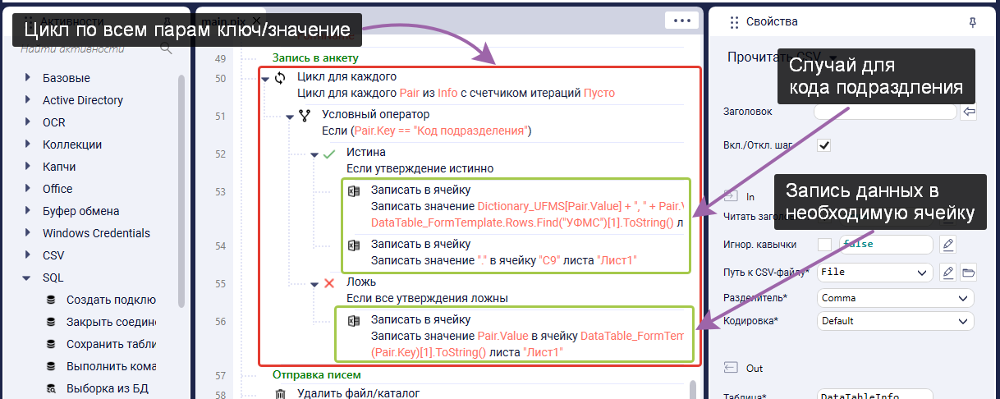 Активности
Цикл по всем парам ключ/значение
Найти активности
Базовые
Active Directory
OCR
Коллекции
Капчи
Office
Буфер обмена
Windows Credentials
CSV
SQL
Создать подклю
Закрыть соедин
Сохранить табли
Выполнить кома
Выборка из БД
main.pix
49 Запись в анкету
50 Цикл для каждого
Цикл для каждого Pair из Info с счетчиком итераций Пусто
51 Условный оператор
Если (Pair.Key == "Код подразделения")
52 Истина
Если утверждение истинно
53 Записать в ячейку
Записать значение Dictionary_UFMS[Pair.Value] + ", " + Pair.V
DataTable_FormTemplate.Rows.Find("УФМС")[1].ToString() л
54 Записать в ячейку
Записать значение "." в ячейку "C9" листа "Лист1"
55 Ложь
Если все утверждения ложны
56 Записать в ячейку
Записать значение Pair.Value в ячейку DataTable_FormTem
(Pair.Key)[1].ToString() листа "Лист1"
57 Отправка писем
58 Удалить файл/каталог
Свойства
Прочитать CSV
Случай для
кода подраздления
Заголовок
Вкл./Откл. шаг
Запись данных в
необходимую ячейку
In
Читать заголов
Игнор. кавычки false
Путь к CSV-файлу* File
Разделитель* Comma
Кодировка* Default
Out
Таблица* DataTableInfo